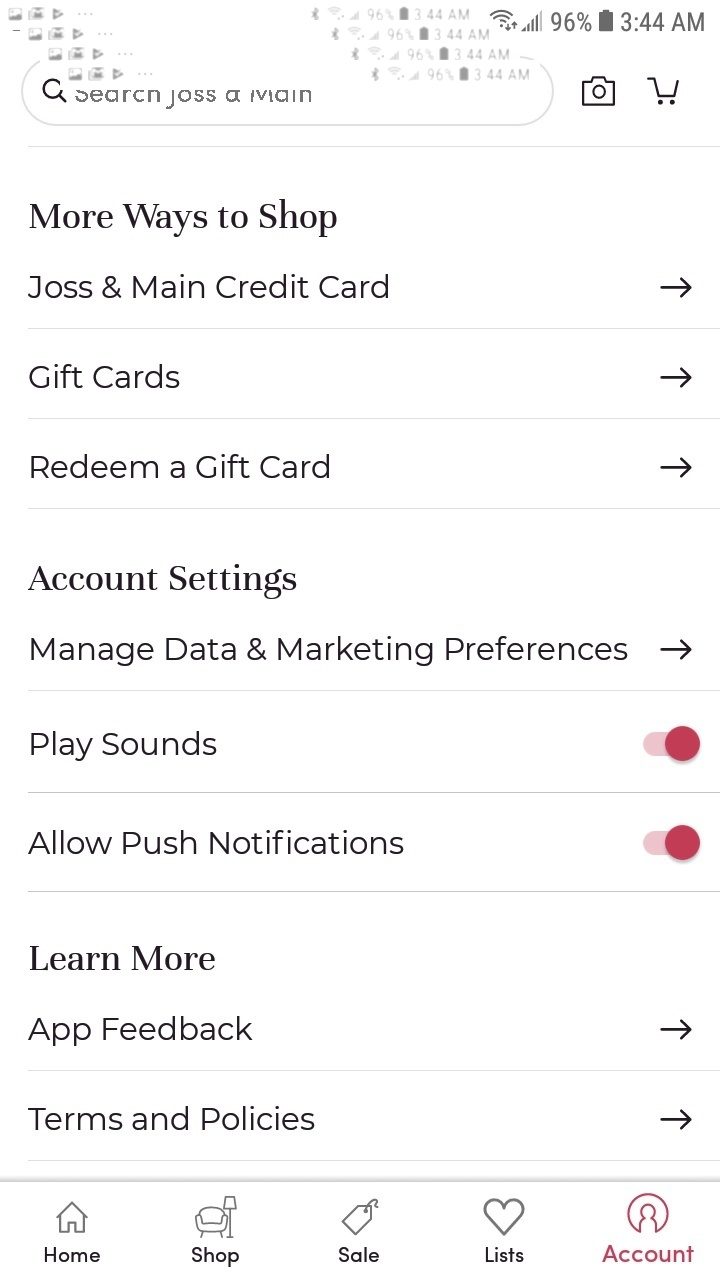 96% 3:44 AM
96% 3 44 AM
96% 3 44 AM
96% 3 44 AM
96% 3 44 AM
Search Joss & Main
More Ways to Shop
Joss & Main Credit Card
Gift Cards
Redeem a Gift Card
Account Settings
Manage Data & Marketing Preferences
Play Sounds
Allow Push Notifications
Learn More
App Feedback
Terms and Policies
Home Shop Sale Lists Account